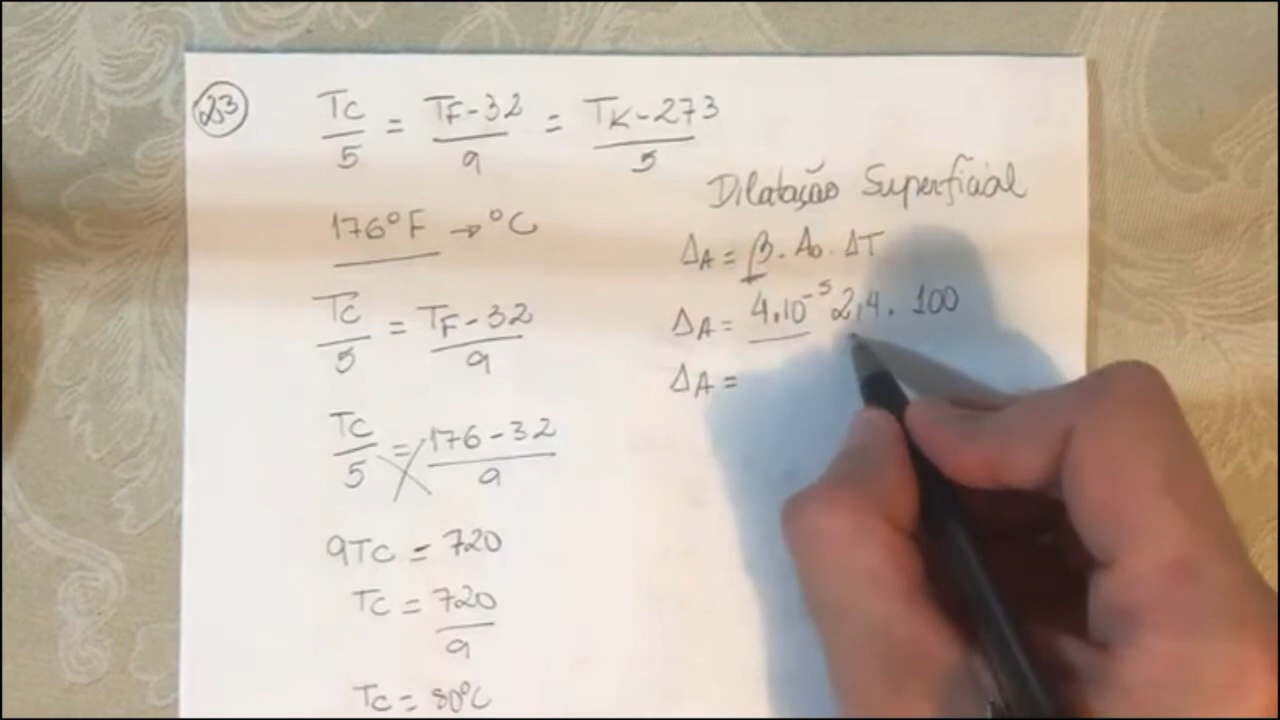 23
Tc/5 = TF-32/9 = TK-273/5
176°F → °C
Tc/5 = TF-32/9
Tc/5 = 176-32/9
9Tc = 720
Tc = 720/9
Tc = 80°C
Dilatação Superficial
ΔA = β. A0. ΔT
ΔA = 4.10⁻⁵ 2,4. 100
ΔA =